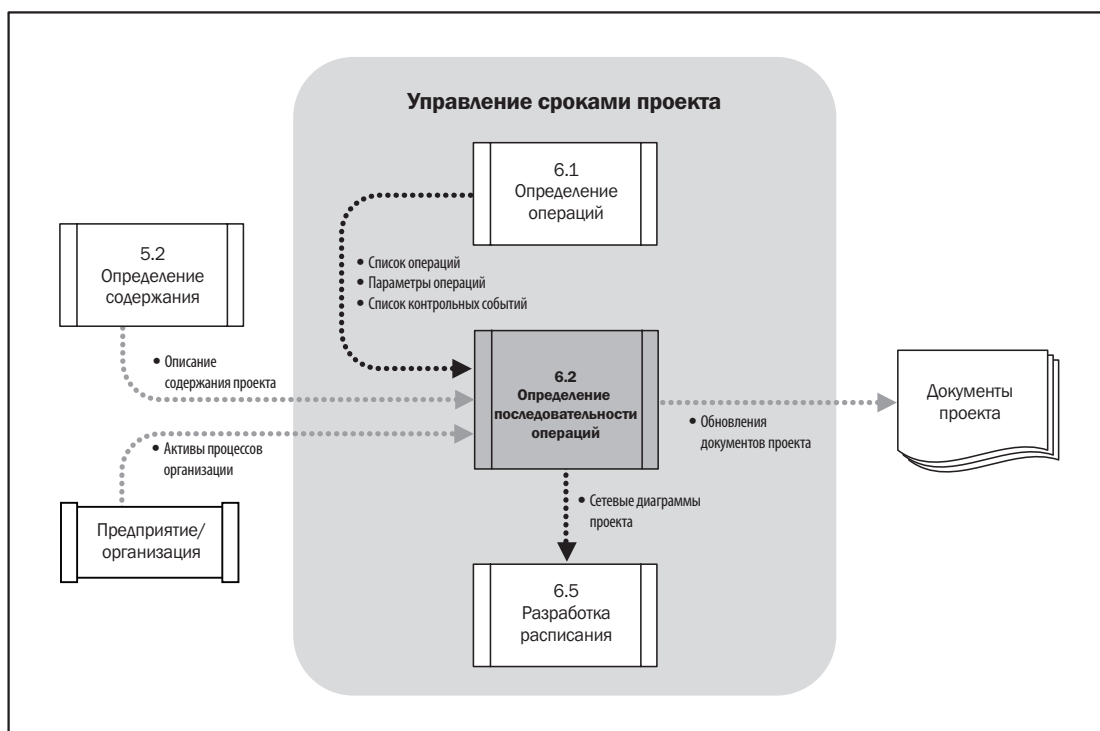 Управление сроками проекта
6.1
Определение
операций
5.2
Определение
содержания
• Список операций
• Параметры операций
• Список контрольных событий
• Описание
содержания проекта
6.2
Определение
последовательности
операций
Документы
проекта
• Обновления
документов проекта
• Активы процессов
организации
• Сетевые диаграммы
проекта
Предприятие/
организация
6.5
Разработка
расписания